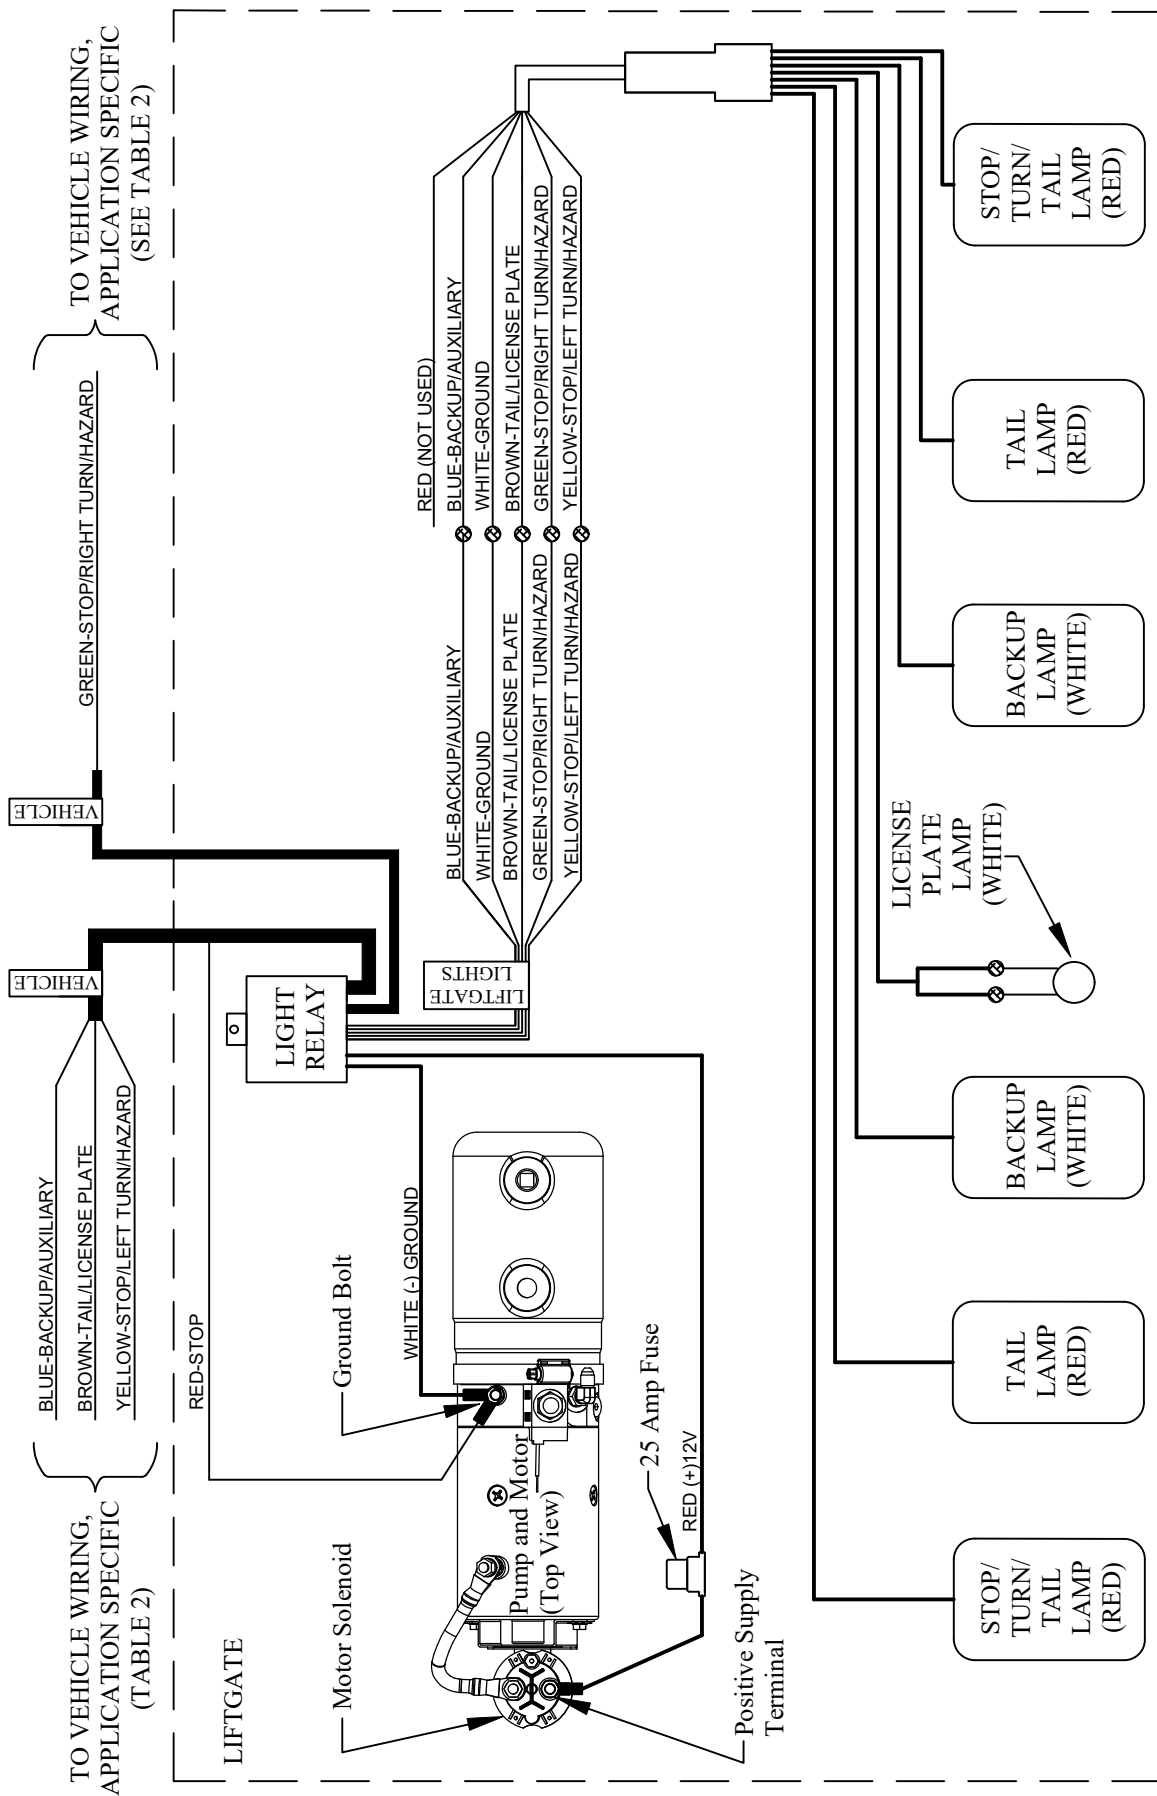 TO VEHICLE WIRING,
APPLICATION SPECIFIC
(TABLE 2)
TO VEHICLE WIRING,
APPLICATION SPECIFIC
(SEE TABLE 2)
BLUE-BACKUP/AUXILIARY
BROWN-TAIL/LICENSE PLATE
YELLOW-STOP/LEFT TURN/HAZARD
VEHICLE
VEHICLE
GREEN-STOP/RIGHT TURN/HAZARD
RED-STOP
LIFTGATE
LIGHT
RELAY
Motor Solenoid
Ground Bolt
WHITE (-) GROUND
Pump and Motor
(Top View)
25 Amp Fuse
RED (+)12V
Positive Supply
Terminal
LIFTGATE
LIGHTS
BLUE-BACKUP/AUXILIARY
WHITE-GROUND
BROWN-TAIL/LICENSE PLATE
GREEN-STOP/RIGHT TURN/HAZARD
YELLOW-STOP/LEFT TURN/HAZARD
RED (NOT USED)
BLUE-BACKUP/AUXILIARY
WHITE-GROUND
BROWN-TAIL/LICENSE PLATE
GREEN-STOP/RIGHT TURN/HAZARD
YELLOW-STOP/LEFT TURN/HAZARD
STOP/
TURN/
TAIL
LAMP
(RED)
TAIL
LAMP
(RED)
BACKUP
LAMP
(WHITE)
LICENSE
PLATE
LAMP
(WHITE)
BACKUP
LAMP
(WHITE)
TAIL
LAMP
(RED)
STOP/
TURN/
TAIL
LAMP
(RED)